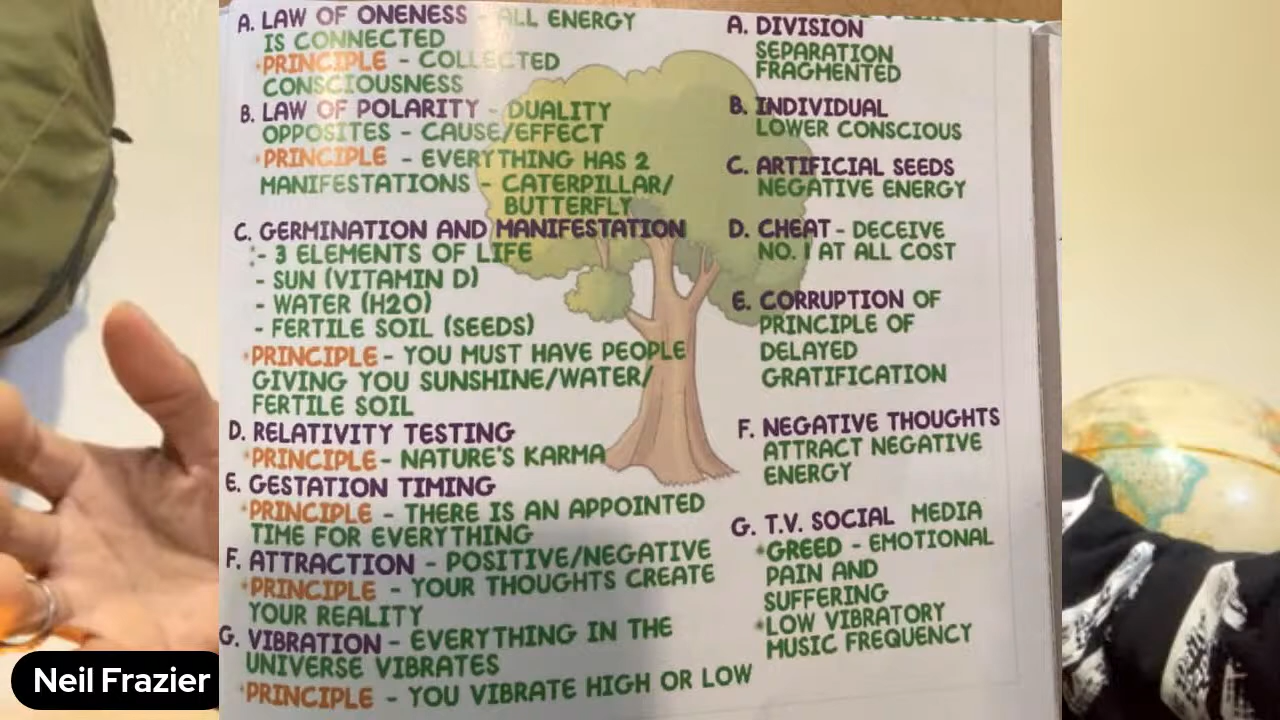 A. LAW OF ONENESS - ALL ENERGY
IS CONNECTED
•PRINCIPLE - COLLECTED
CONSCIOUSNESS
B. LAW OF POLARITY - DUALITY
OPPOSITES - CAUSE/EFFECT
•PRINCIPLE - EVERYTHING HAS 2
MANIFESTATIONS - CATERPILLAR/
BUTTERFLY
C. GERMINATION AND MANIFESTATION
- 3 ELEMENTS OF LIFE
- SUN (VITAMIN D)
- WATER (H2O)
- FERTILE SOIL (SEEDS)
•PRINCIPLE - YOU MUST HAVE PEOPLE
GIVING YOU SUNSHINE/WATER/
FERTILE SOIL
D. RELATIVITY TESTING
•PRINCIPLE - NATURE'S KARMA
E. GESTATION TIMING
•PRINCIPLE - THERE IS AN APPOINTED
TIME FOR EVERYTHING
F. ATTRACTION - POSITIVE/NEGATIVE
•PRINCIPLE - YOUR THOUGHTS CREATE
YOUR REALITY
G. VIBRATION - EVERYTHING IN THE
UNIVERSE VIBRATES
•PRINCIPLE - YOU VIBRATE HIGH OR LOW
A. DIVISION
SEPARATION
FRAGMENTED
B. INDIVIDUAL
LOWER CONSCIOUS
C. ARTIFICIAL SEEDS
NEGATIVE ENERGY
D. CHEAT - DECEIVE
NO. 1 AT ALL COST
E. CORRUPTION OF
PRINCIPLE OF
DELAYED
GRATIFICATION
F. NEGATIVE THOUGHTS
ATTRACT NEGATIVE
ENERGY
G. T.V. SOCIAL MEDIA
•GREED - EMOTIONAL
PAIN AND
SUFFERING
•LOW VIBRATORY
MUSIC FREQUENCY
Neil Frazier